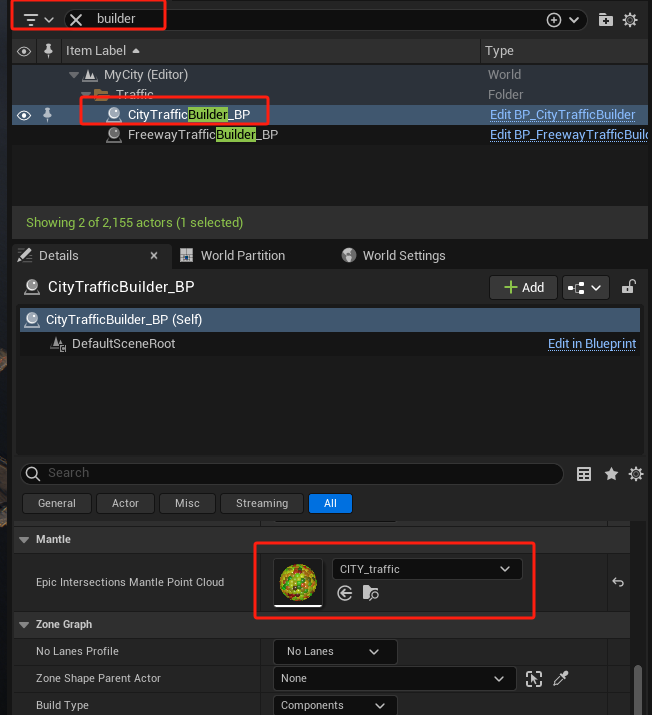 builder
Item Label Type
MyCity (Editor) World
Traffic Folder
CityTrafficBuilder_BP Edit BP_CityTrafficBuilder
FreewayTrafficBuilder_BP Edit BP_FreewayTrafficBuil
Showing 2 of 2,155 actors (1 selected)
Details World Partition World Settings
CityTrafficBuilder_BP Add
CityTrafficBuilder_BP (Self)
DefaultSceneRoot Edit in Blueprint
Search
General Actor Misc Streaming All
Mantle
Epic Intersections Mantle Point Cloud CITY_traffic
Zone Graph
No Lanes Profile No Lanes
Zone Shape Parent Actor None
Build Type Components